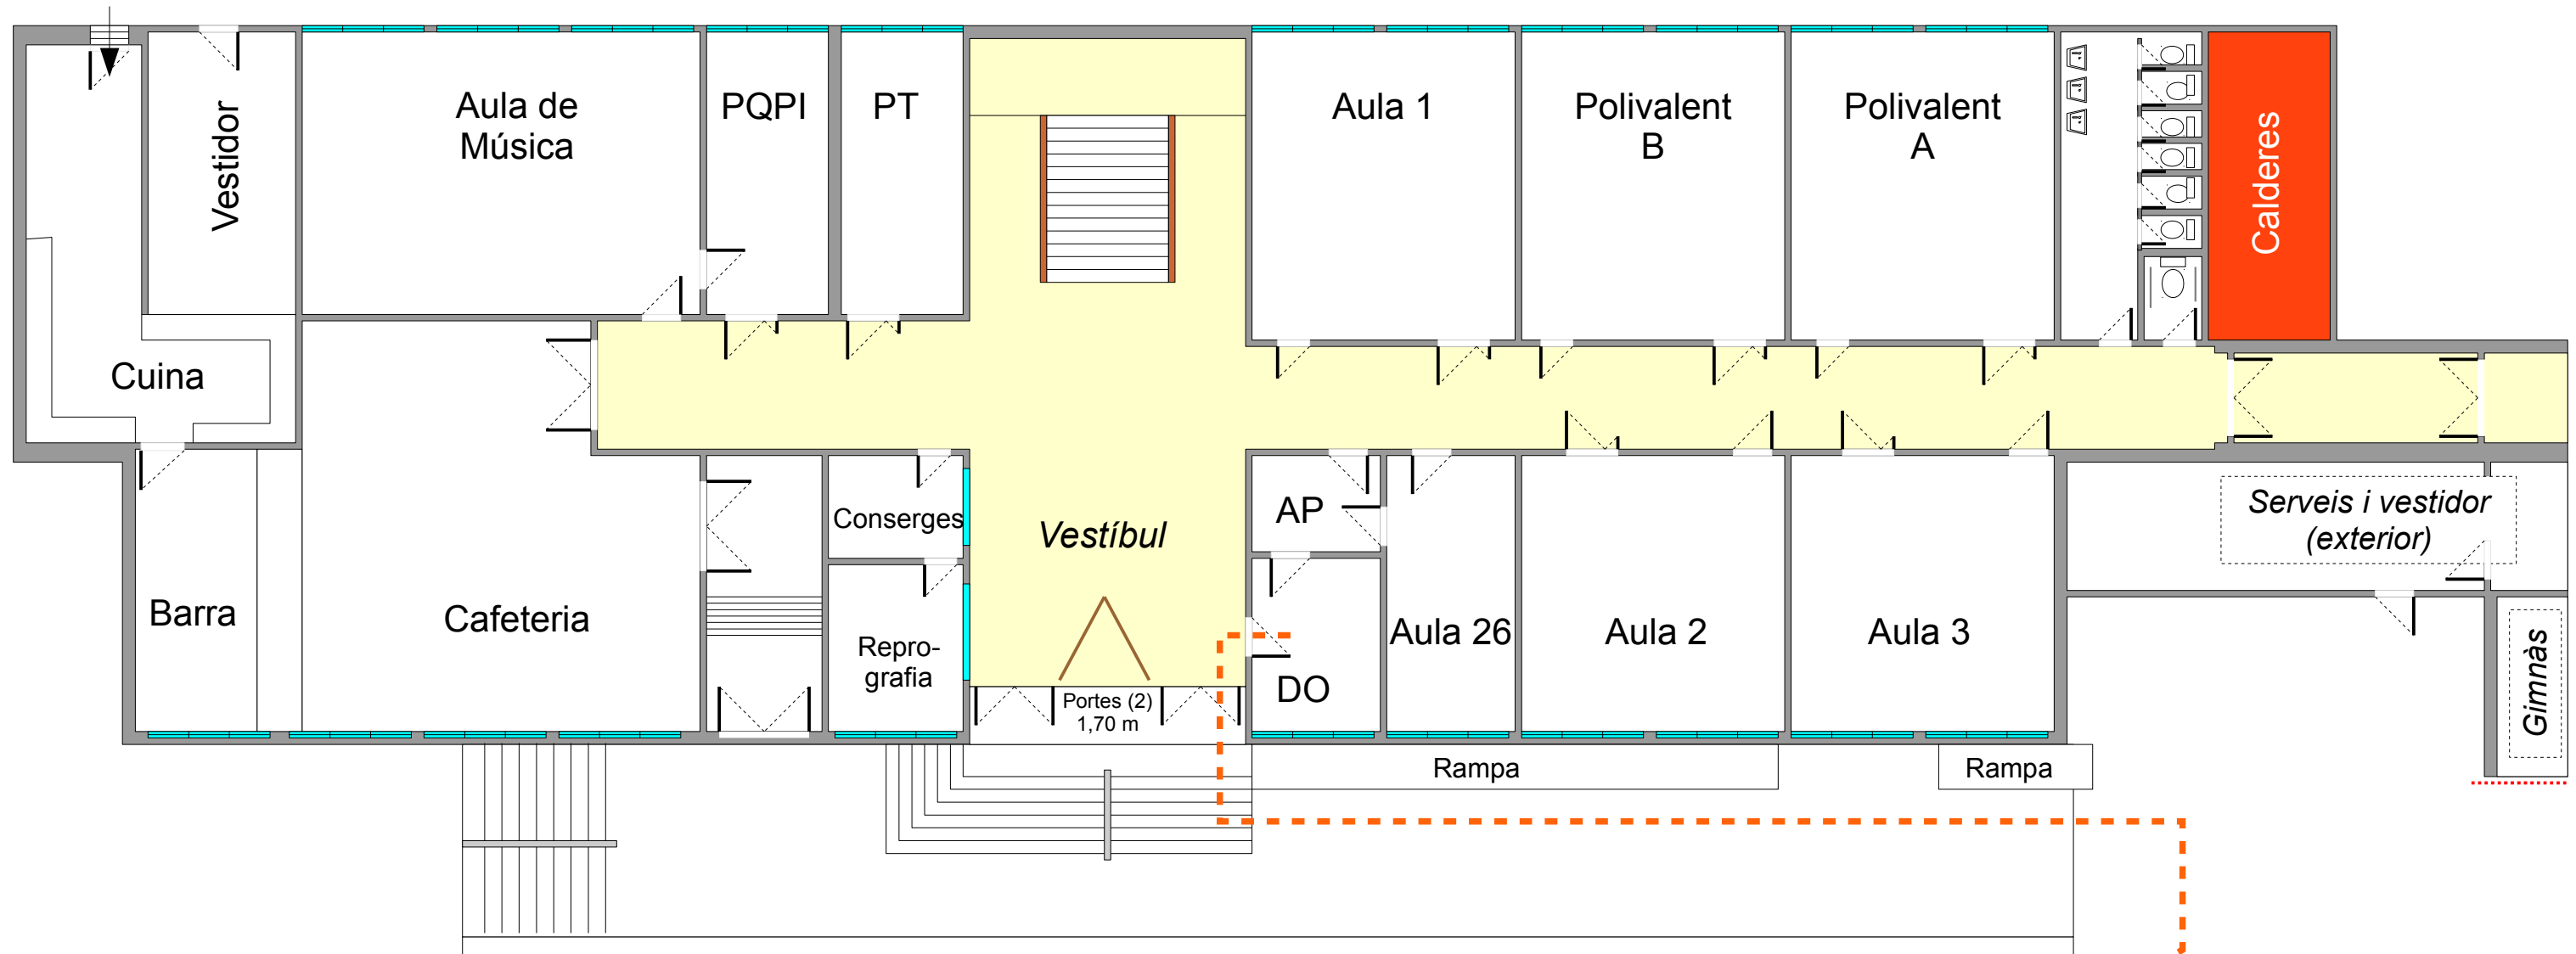 Vestidor
Aula de
Música
PQPI
PT
Aula 1
Polivalent
B
Polivalent
A
Calderes
Cuina
Conserges
Vestíbul
AP
Serveis i vestidor
(exterior)
Barra
Cafeteria
Repro-
grafia
Portes (2)
1,70 m
DO
Aula 26
Aula 2
Aula 3
Gimnàs
Rampa
Rampa